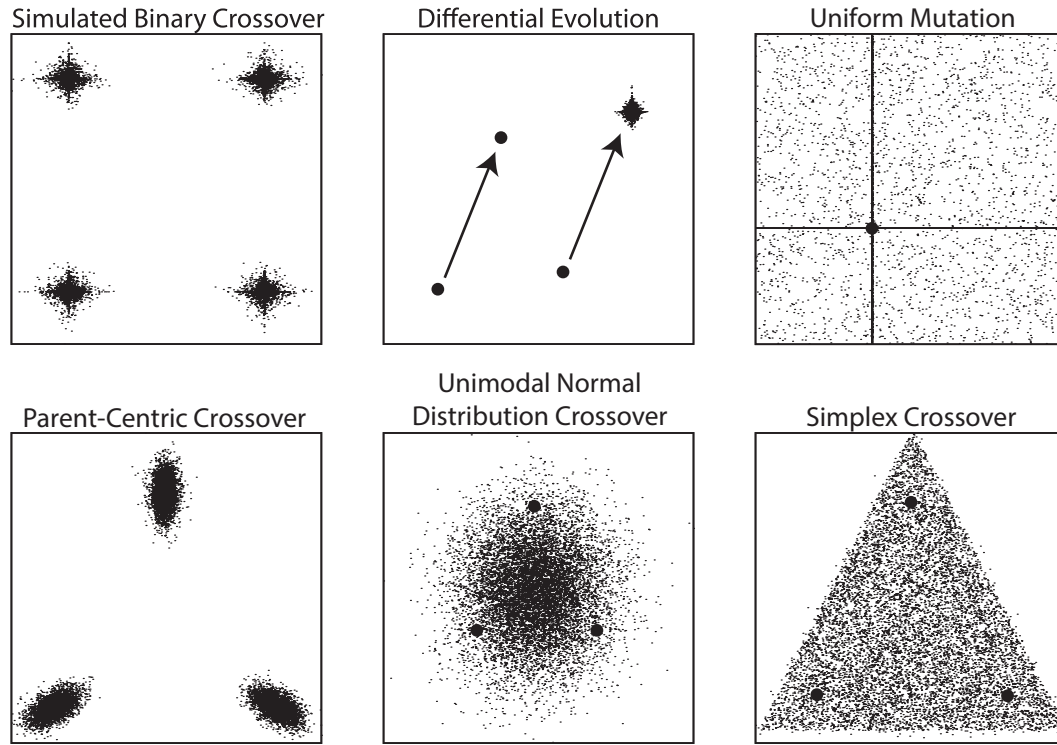 Simulated Binary Crossover
Differential Evolution
Uniform Mutation
Parent-Centric Crossover
Unimodal Normal
Distribution Crossover
Simplex Crossover